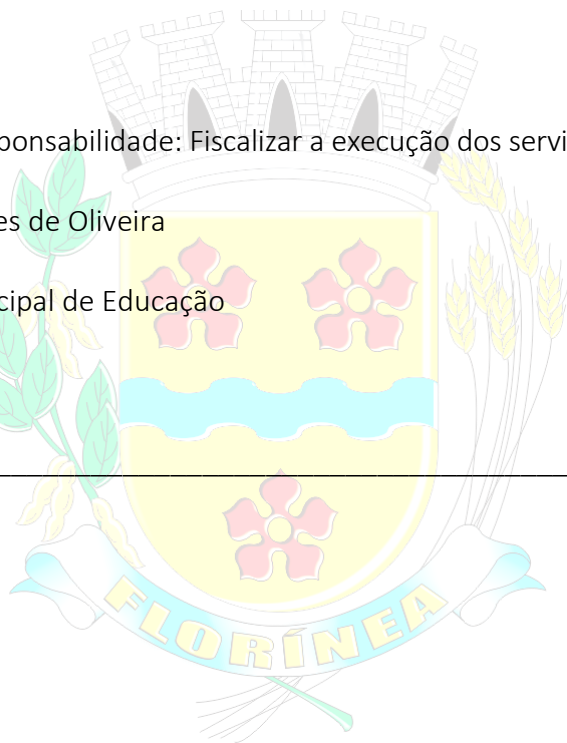 ponsabilidade: Fiscalizar a execução dos servi
es de Oliveira
cipal de Educação
FLORÍNEA